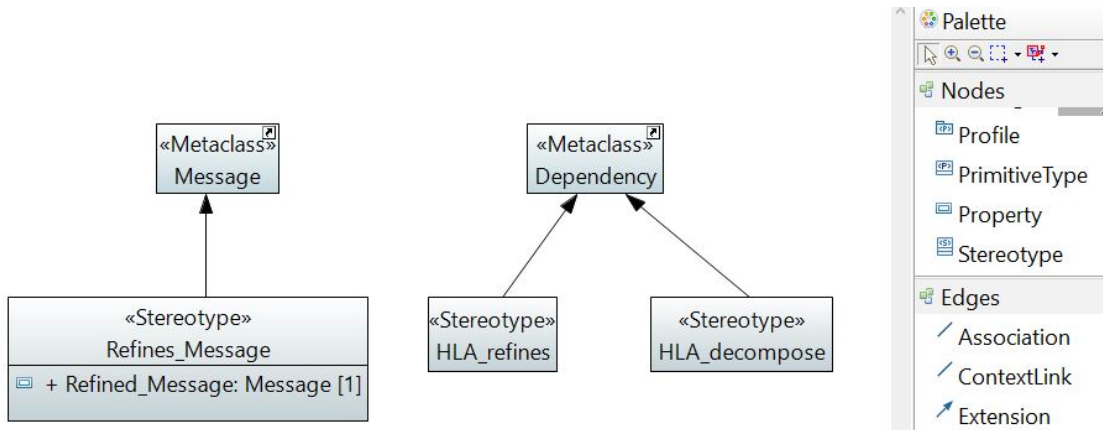 «Metaclass»
Message
«Metaclass»
Dependency
«Stereotype»
Refines_Message
+ Refined_Message: Message [1]
«Stereotype»
HLA_refines
«Stereotype»
HLA_decompose
Palette
Nodes
Profile
PrimitiveType
Property
Stereotype
Edges
Association
ContextLink
Extension